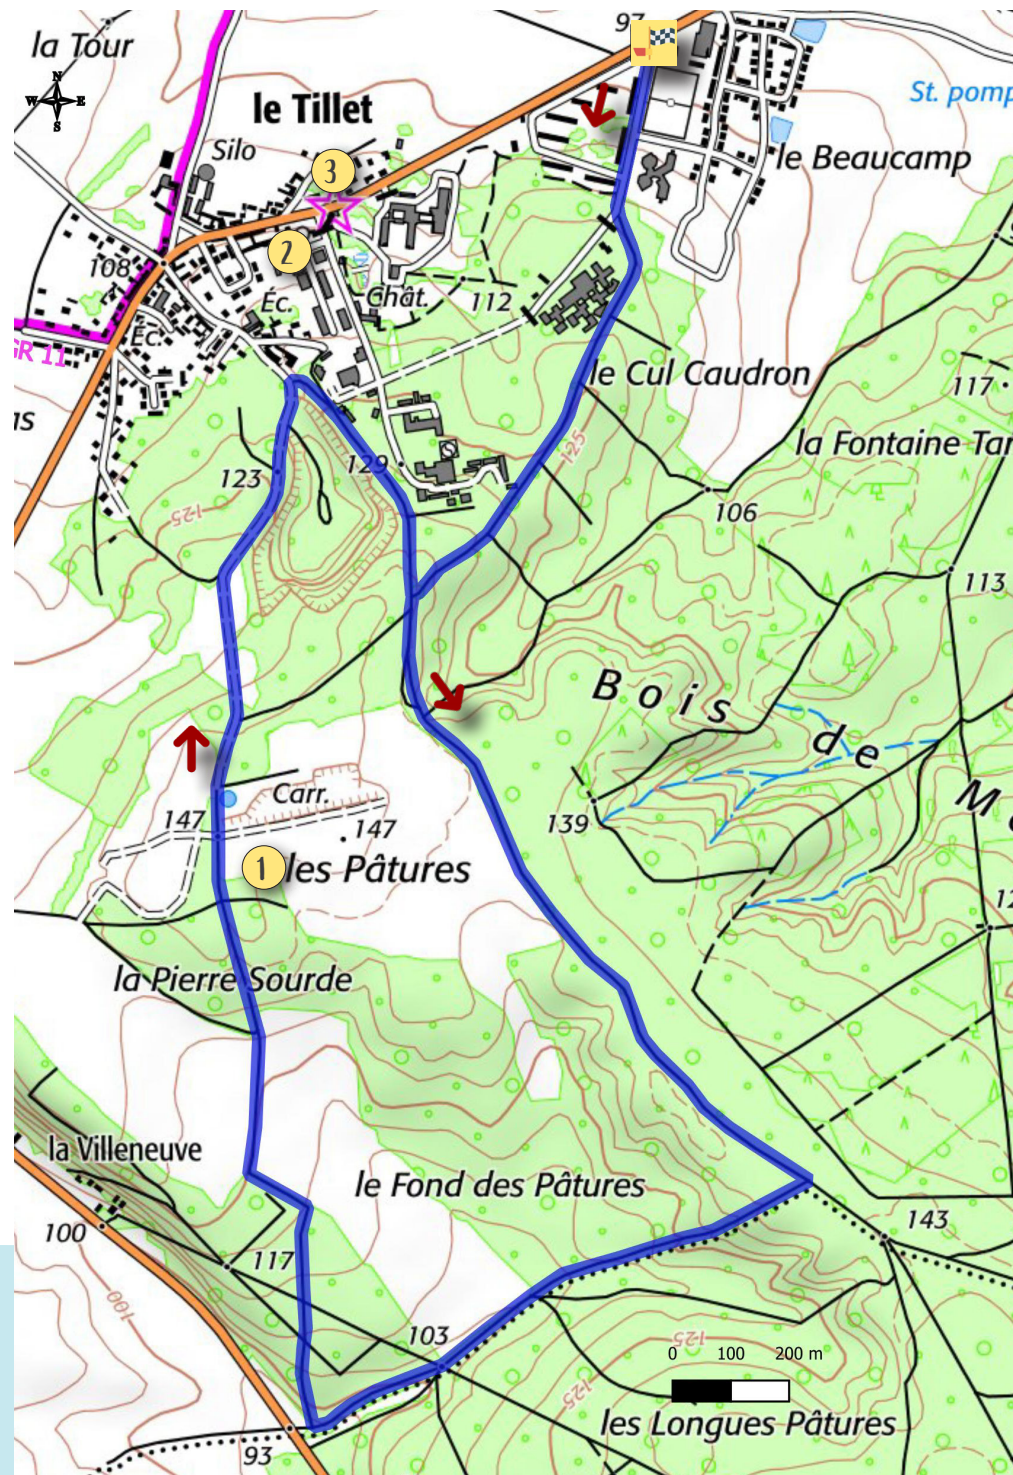 97
la Tour
N
W E
S
St. pomp
le Tillet
Silo
le Beaucamp
3
2
108
Éc.
Chât.
112
Éc.
GR 11
le Cul Caudron
117
ns
la Fontaine Tar
125
129
123
125
106
113
Bois
de
Carr.
139
147
147
1
les Pâtures
la Pierre Sourde
la Villeneuve
le Fond des Pâtures
143
100
117
100
103
125
0 100 200 m
125
les Longues Pâtures
93